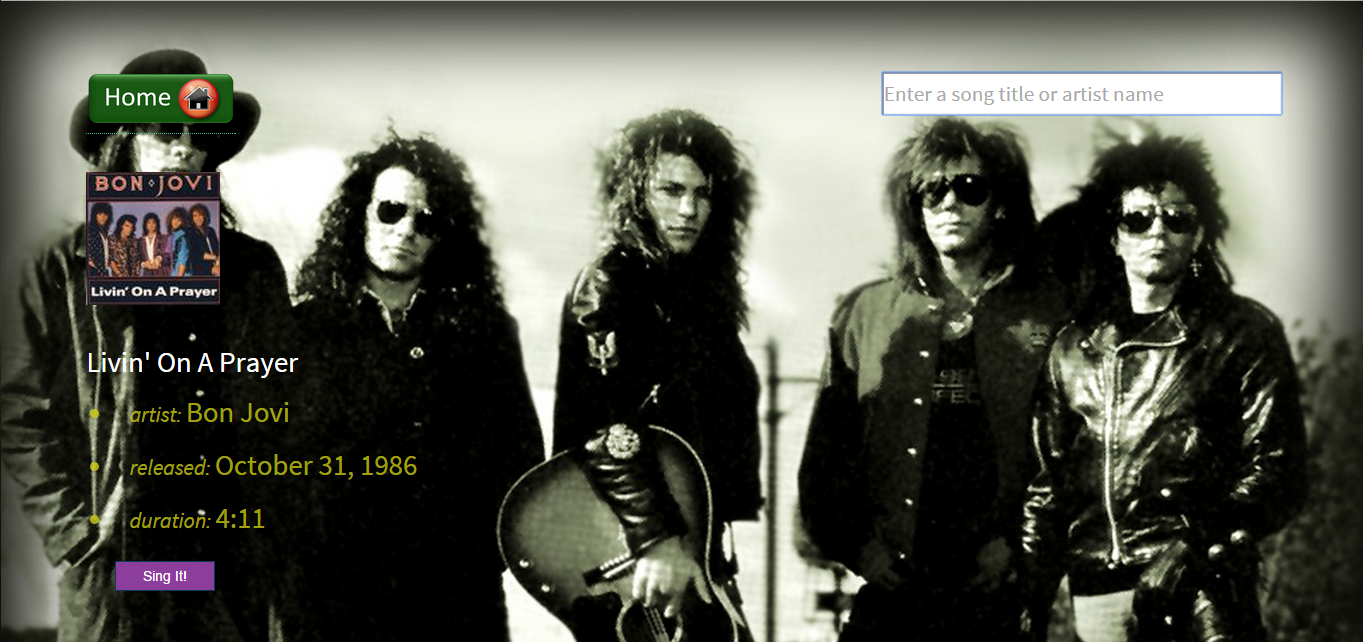 Home
Enter a song title or artist name
BON JOVI
Livin' On A Prayer
Livin' On A Prayer
artist: Bon Jovi
released: October 31, 1986
duration: 4:11
Sing It!